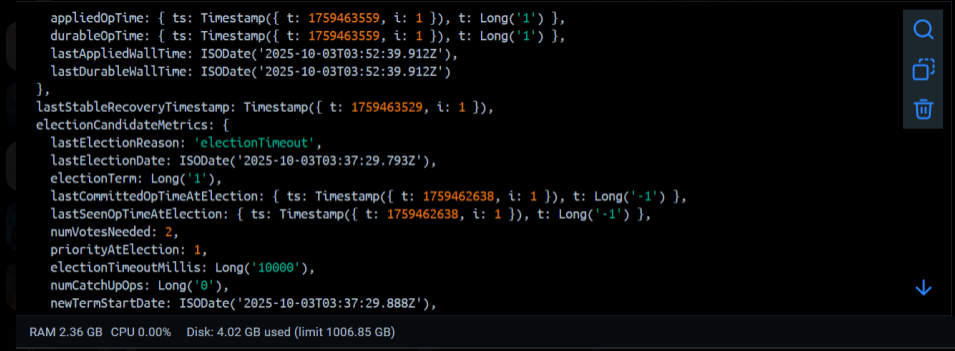 appliedOpTime: { ts: Timestamp({ t: 1759463559, i: 1 }), t: Long('1') },
durableOpTime: { ts: Timestamp({ t: 1759463559, i: 1 }), t: Long('1') },
lastAppliedWallTime: ISODate('2025-10-03T03:52:39.912Z'),
lastDurableWallTime: ISODate('2025-10-03T03:52:39.912Z')
},
lastStableRecoveryTimestamp: Timestamp({ t: 1759463529, i: 1 }),
electionCandidateMetrics: {
lastElectionReason: 'electionTimeout',
lastElectionDate: ISODate('2025-10-03T03:37:29.793Z'),
electionTerm: Long('1'),
lastCommittedOpTimeAtElection: { ts: Timestamp({ t: 1759462638, i: 1 }), t: Long('-1') },
lastSeenOpTimeAtElection: { ts: Timestamp({ t: 1759462638, i: 1 }), t: Long('-1') },
numVotesNeeded: 2,
priorityAtElection: 1,
electionTimeoutMillis: Long('10000'),
numCatchUpOps: Long('0'),
newTermStartDate: ISODate('2025-10-03T03:37:29.888Z'),
RAM 2.36 GB CPU 0.00% Disk: 4.02 GB used (limit 1006.85 GB)